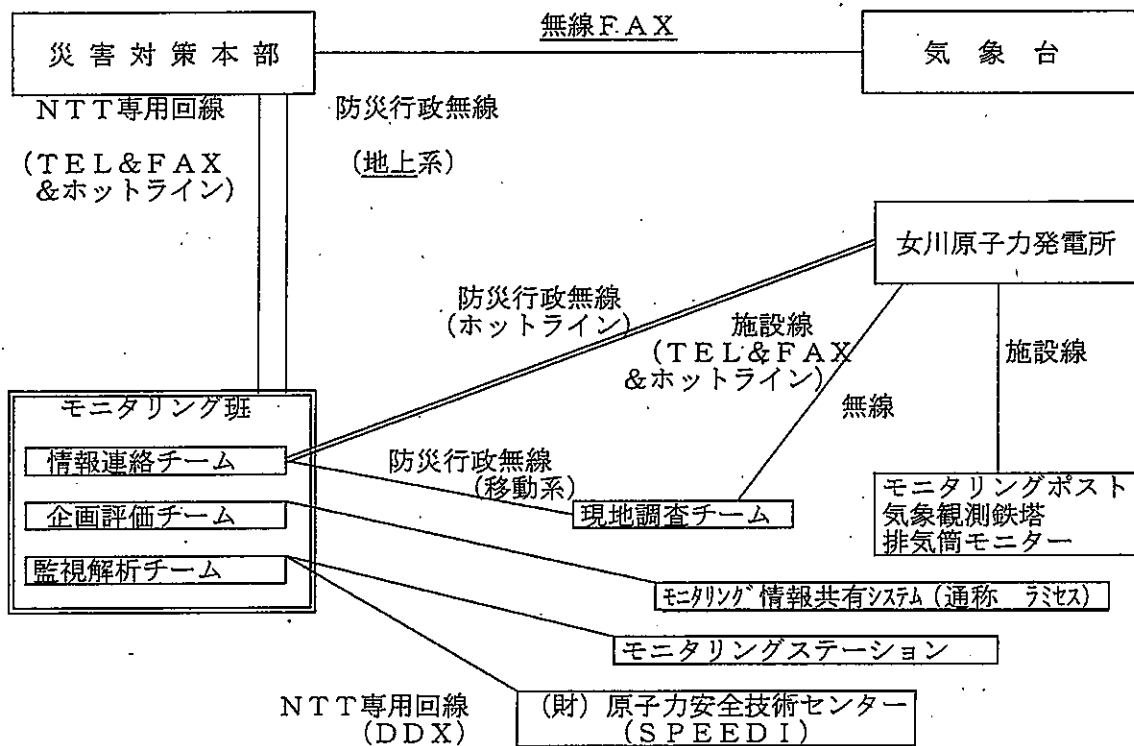 無線FAX
災害対策本部
気象台
NTT専用回線
防災行政無線
(TEL&FAX
&ホットライン)
(地上系)
女川原子力発電所
防災行政無線
(ホットライン)
施設線
(TEL&FAX
&ホットライン)
施設線
無線
モニタリング班
情報連絡チーム
防災行政無線
(移動系)
企画評価チーム
現地調査チーム
モニタリングポスト
気象観測鉄塔
排気筒モニター
監視解析チーム
モニタリング情報共有システム(通称 ラミセス)
モニタリングステーション
NTT専用回線
(DDX)
(財)原子力安全技術センター
(SPEEDI)